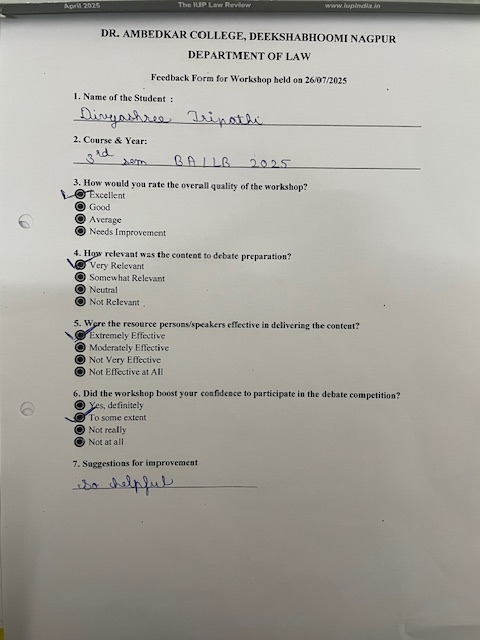 April 2025 The IUP Law Review www.iupindia.in
DR. AMBEDKAR COLLEGE, DEEKSHABHOOMI NAGPUR
DEPARTMENT OF LAW
Feedback Form for Workshop held on 26/07/2025
1. Name of the Student :
Divyashree Tripathi
2. Course & Year:
3rd sem BALLB 2025
3. How would you rate the overall quality of the workshop?
Excellent
Good
Average
Needs Improvement
4. How relevant was the content to debate preparation?
Very Relevant
Somewhat Relevant
Neutral
Not Relevant
5. Were the resource persons/speakers effective in delivering the content?
Extremely Effective
Moderately Effective
Not Very Effective
Not Effective at All
6. Did the workshop boost your confidence to participate in the debate competition?
Yes, definitely
To some extent
Not really
Not at all
7. Suggestions for improvement
so helpful